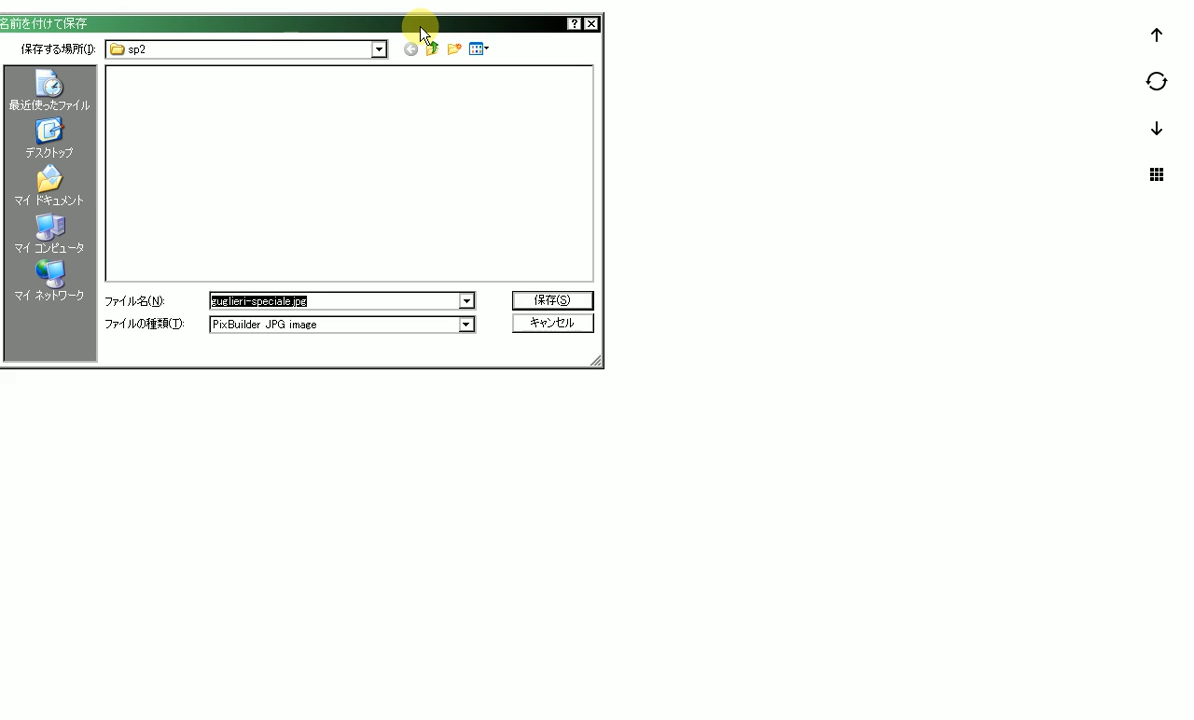 名前を付けて保存
保存する場所(I):
sp2
最近使ったファイル
デスクトップ
マイ ドキュメント
マイ コンピュータ
マイ ネットワーク
ファイル名(N):
guglieri-speciale.jpg
保存(S)
ファイルの種類(T):
PixBuilder JPG image
キャンセル